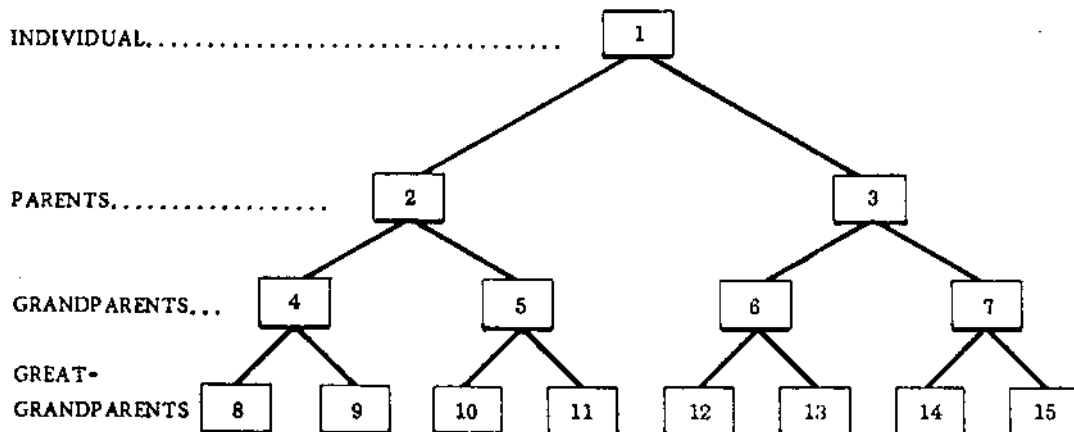 INDIVIDUAL.................................. 1
PARENTS.................. 2 3
GRANDPARENTS... 4 5 6 7
GREAT-
GRANDPARENTS 8 9 10 11 12 13 14 15